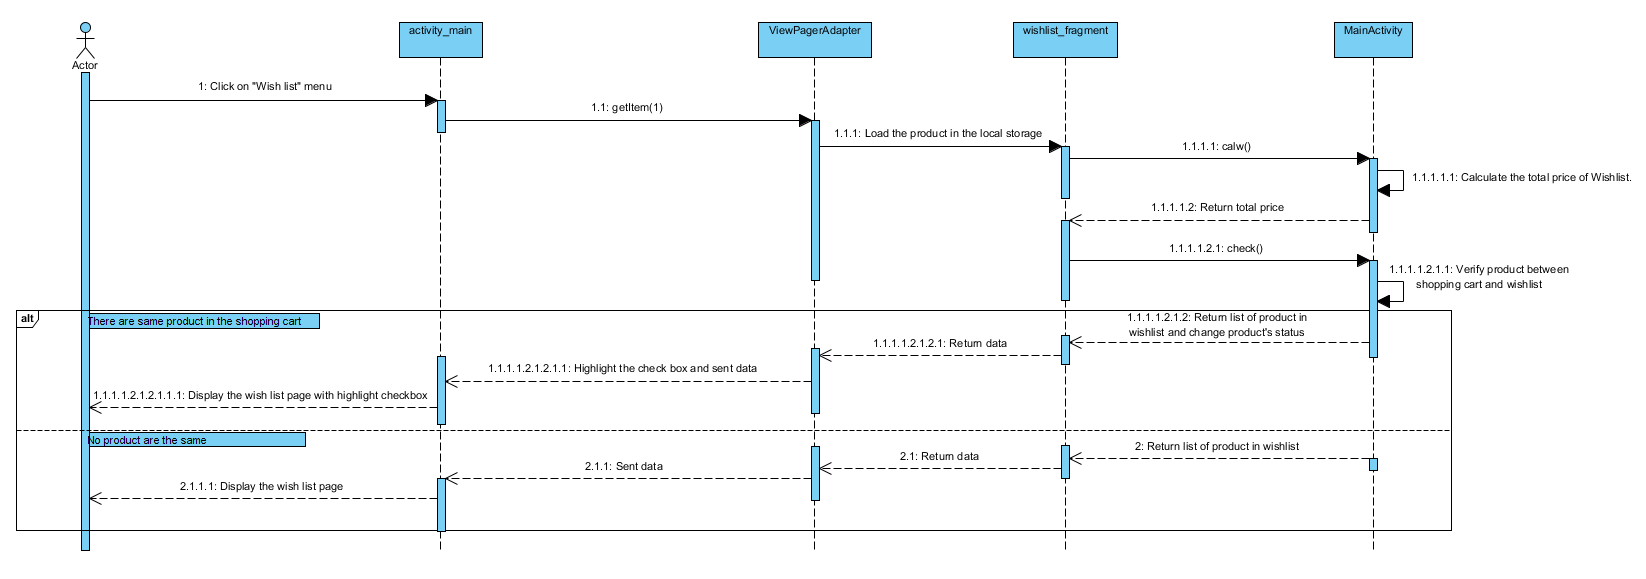 activity_main
ViewPagerAdapter
wishlist_fragment
MainActivity
Actor
1: Click on "Wish list" menu
1.1: getItem(1)
1.1.1: Load the product in the local storage
1.1.1.1: calw()
1.1.1.1.1: Calculate the total price of Wishlist.
1.1.1.1.2: Return total price
1.1.1.1.2.1: check()
1.1.1.1.2.1.1: Verify product between
shopping cart and wishlist
alt
There are same product in the shopping cart
1.1.1.1.2.1.2: Return list of product in
wishlist and change product's status
1.1.1.1.2.1.2.1: Return data
1.1.1.1.2.1.2.1.1: Highlight the check box and sent data
1.1.1.1.2.1.2.1.1.1: Display the wish list page with highlight checkbox
No product are the same
2: Return list of product in wishlist
2.1: Return data
2.1.1: Sent data
2.1.1.1: Display the wish list page